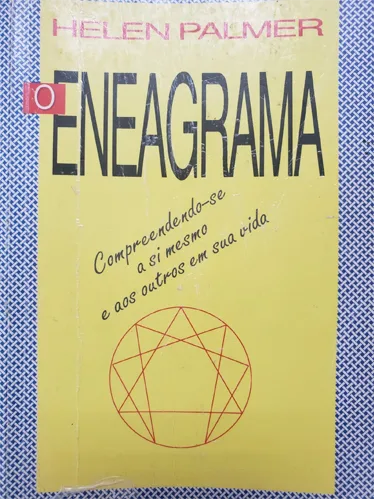 HELEN PALMER
O
ENEAGRAMA
Compreendendo-se
a si mesmo
e aos outros em sua vida